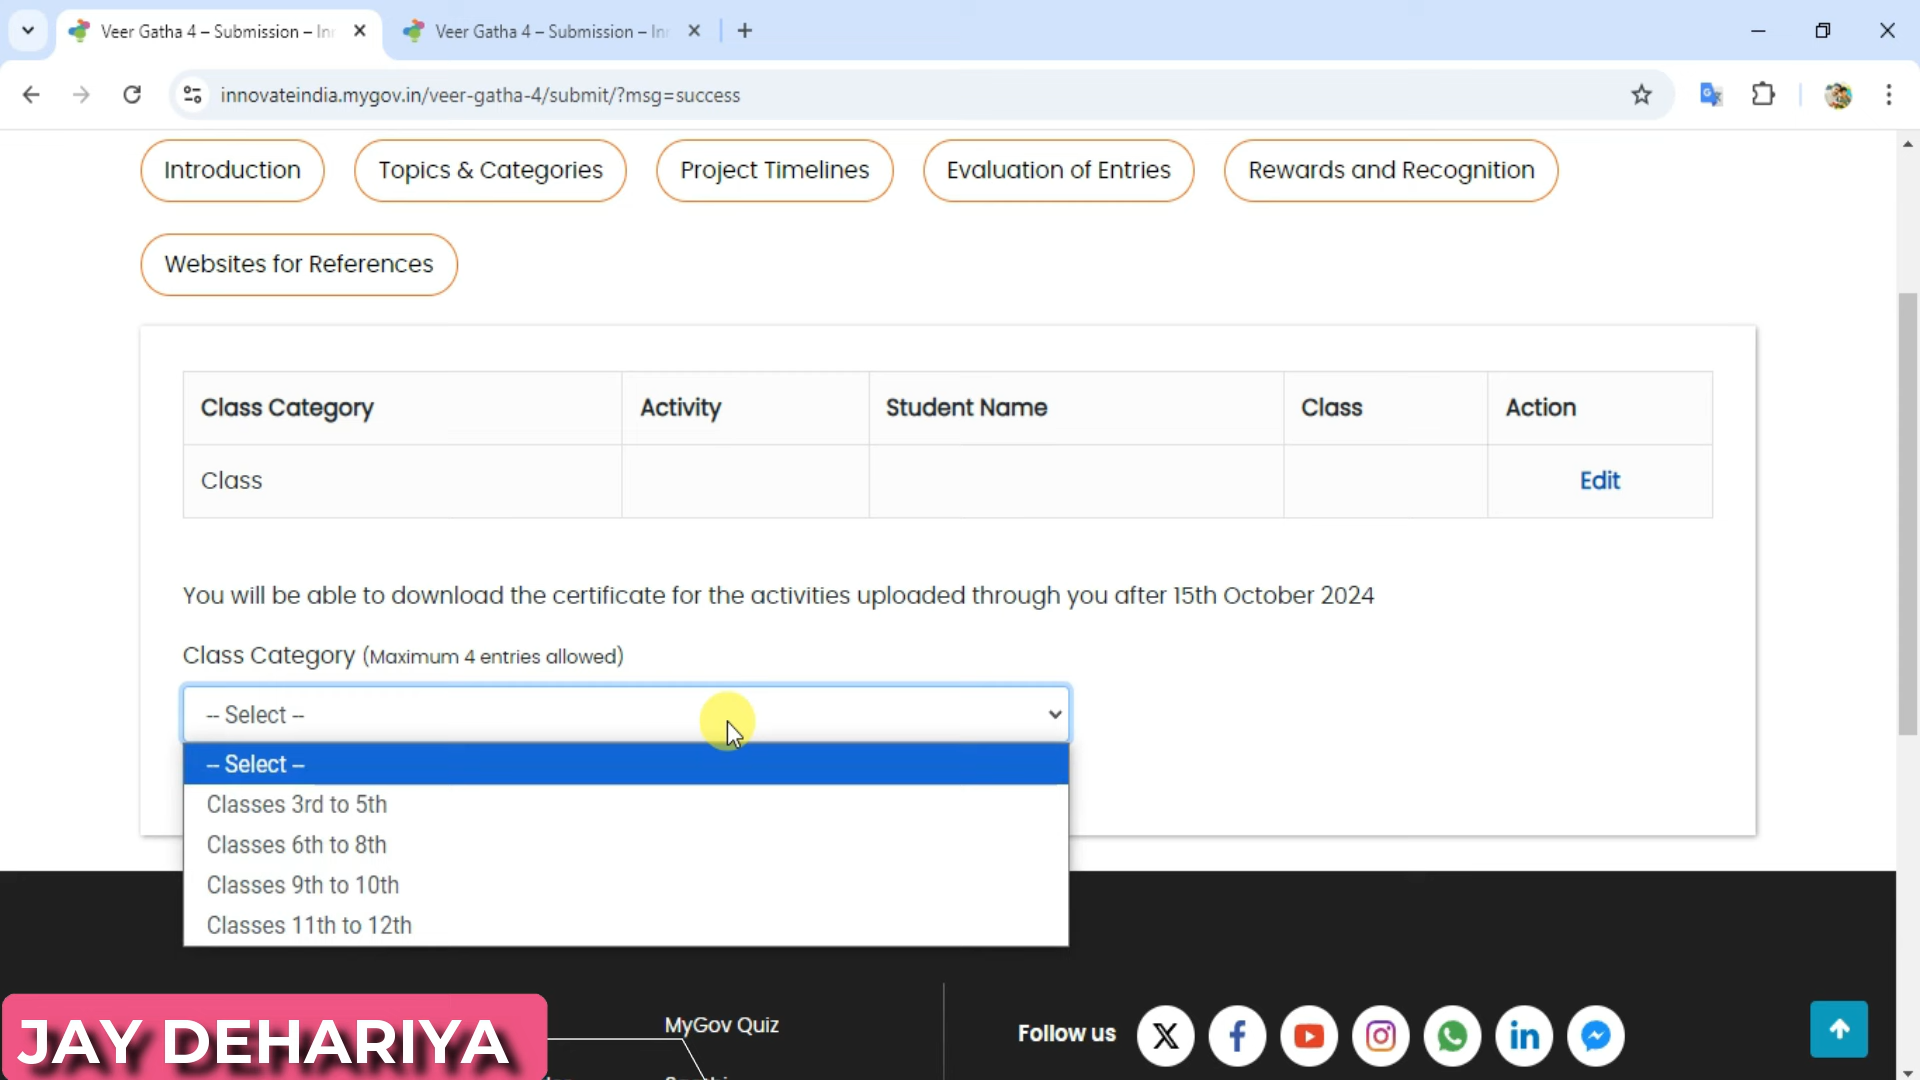 Veer Gatha 4 – Submission – Inn
Veer Gatha 4 – Submission – In
innovateindia.mygov.in/veer-gatha-4/submit/?msg=success
Introduction
Topics & Categories
Project Timelines
Evaluation of Entries
Rewards and Recognition
Websites for References
Class Category Activity Student Name Class Action
Class Edit
You will be able to download the certificate for the activities uploaded through you after 15th October 2024
Class Category (Maximum 4 entries allowed)
-- Select --
-- Select --
Classes 3rd to 5th
Classes 6th to 8th
Classes 9th to 10th
Classes 11th to 12th
MyGov Quiz
Follow us
JAY DEHARIYA